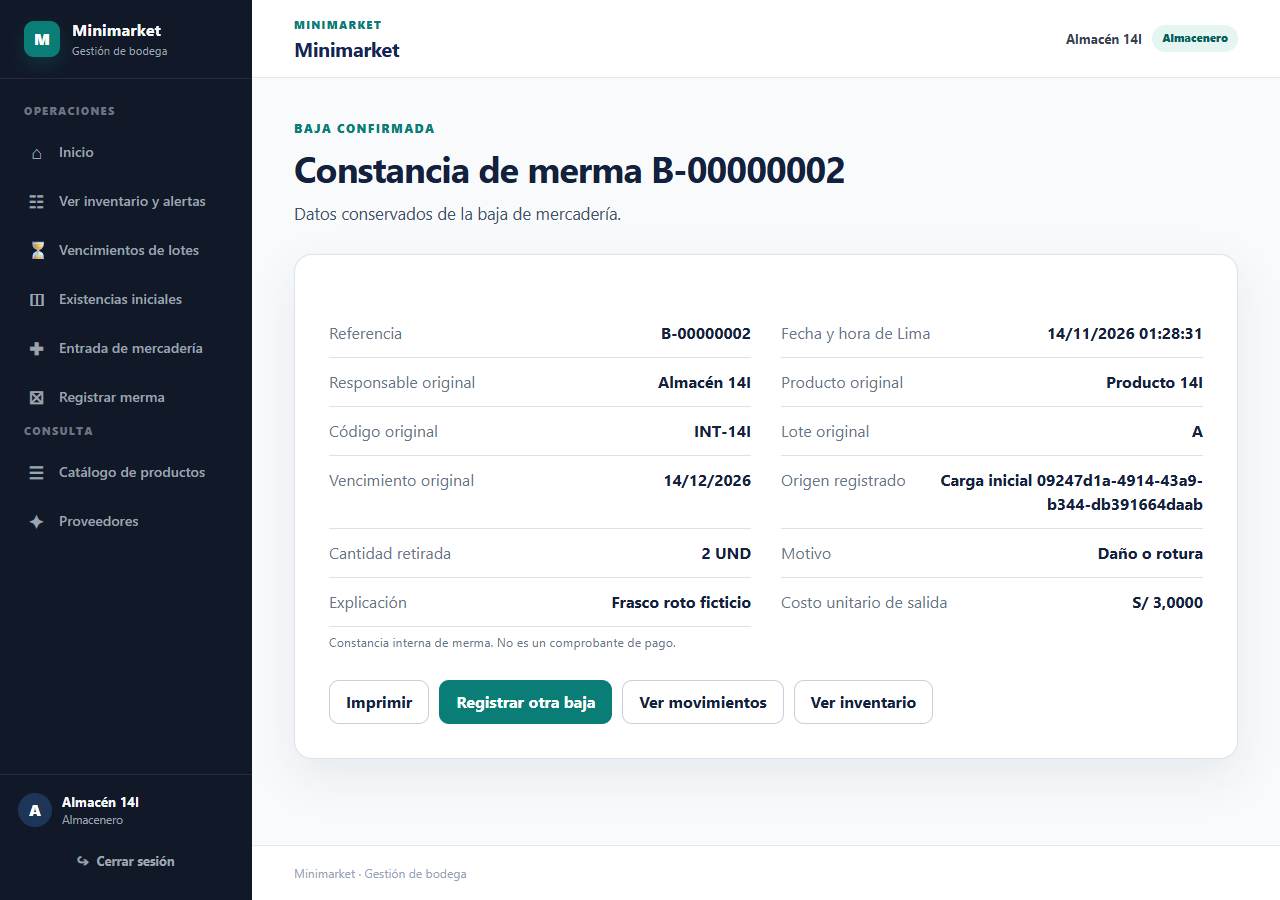 M
Minimarket
Gestión de bodega
OPERACIONES
Inicio
Ver inventario y alertas
Vencimientos de lotes
Existencias iniciales
Entrada de mercadería
Registrar merma
CONSULTA
Catálogo de productos
Proveedores
A
Almacén 14I
Almacenero
Cerrar sesión
MINIMARKET
Minimarket
Almacén 14I
Almacenero
BAJA CONFIRMADA
Constancia de merma B-00000002
Datos conservados de la baja de mercadería.
Referencia B-00000002
Fecha y hora de Lima 14/11/2026 01:28:31
Responsable original Almacén 14I
Producto original Producto 14I
Código original INT-14I
Lote original A
Vencimiento original 14/12/2026
Origen registrado Carga inicial 09247d1a-4914-43a9-
b344-db391664daab
Cantidad retirada 2 UND
Motivo Daño o rotura
Explicación Frasco roto ficticio
Costo unitario de salida S/ 3,0000
Constancia interna de merma. No es un comprobante de pago.
Imprimir
Registrar otra baja
Ver movimientos
Ver inventario
Minimarket · Gestión de bodega